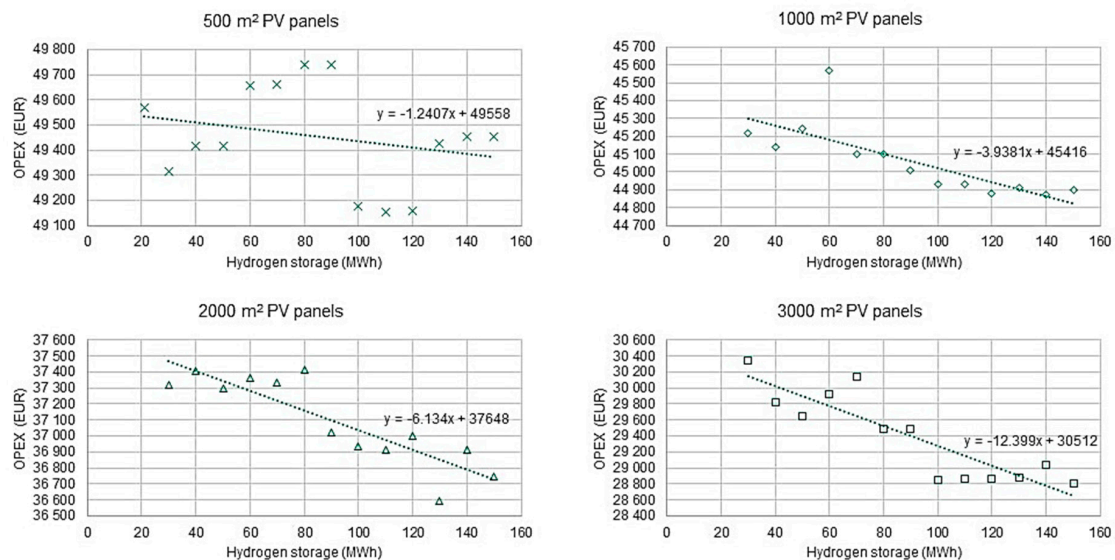 500 m² PV panels
49 800
49 700
49 600
49 500
49 400
49 300
49 200
49 100
OPEX (EUR)
y = -1.2407x + 49558
0 20 40 60 80 100 120 140 160
Hydrogen storage (MWh)
1000 m² PV panels
45 700
45 600
45 500
45 400
45 300
45 200
45 100
45 000
44 900
44 800
44 700
OPEX (EUR)
y = -3.9381x + 45416
0 20 40 60 80 100 120 140 160
Hydrogen storage (MWh)
2000 m² PV panels
37 600
37 500
37 400
37 300
37 200
37 100
37 000
36 900
36 800
36 700
36 600
36 500
OPEX (EUR)
y = -6.134x + 37648
0 20 40 60 80 100 120 140 160
Hydrogen storage (MWh)
3000 m² PV panels
30 600
30 400
30 200
30 000
29 800
29 600
29 400
29 200
29 000
28 800
28 600
28 400
OPEX (EUR)
y = -12.399x + 30512
0 20 40 60 80 100 120 140 160
Hydrogen storage (MWh)